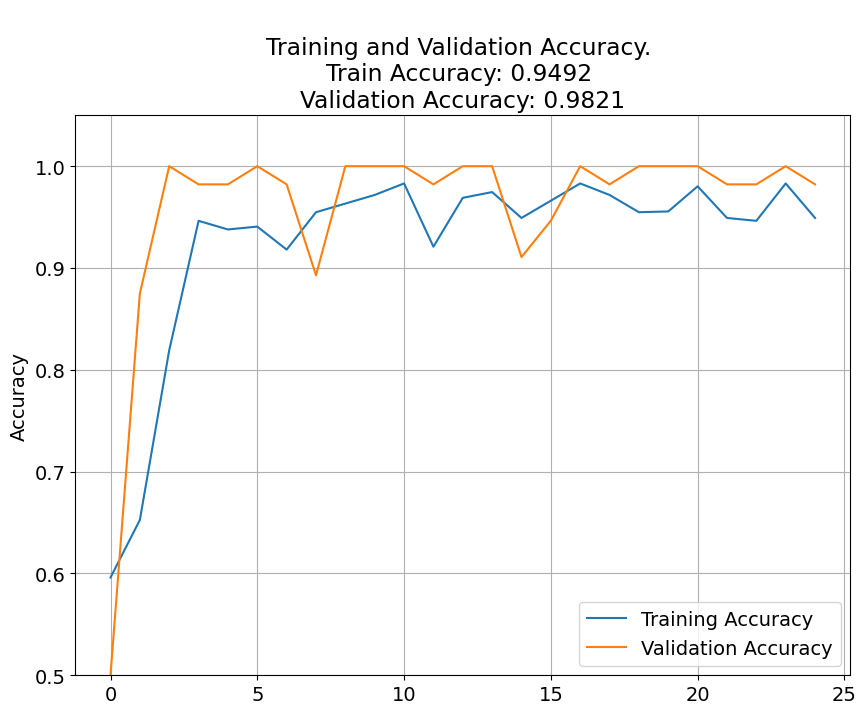 Training and Validation Accuracy.
Train Accuracy: 0.9492
Validation Accuracy: 0.9821
1.0
0.9
0.8
0.7
0.6
0.5
Accuracy
Training Accuracy
Validation Accuracy
0 5 10 15 20 25